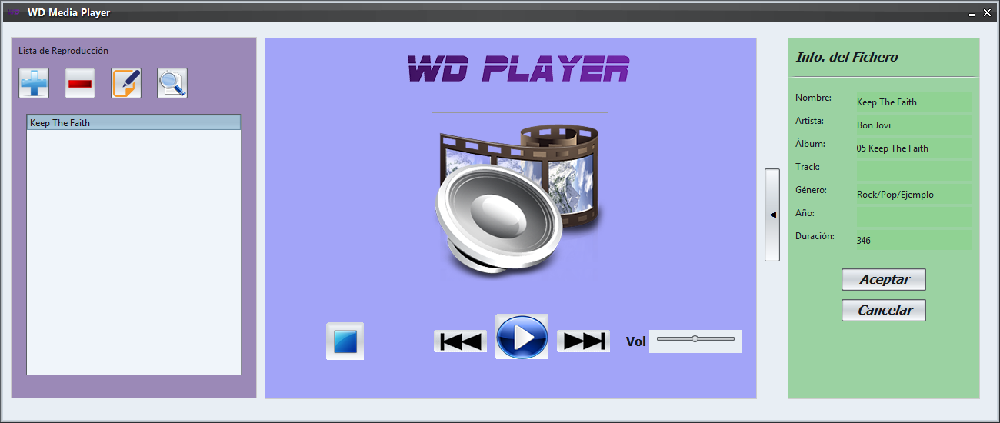 WD Media Player
Lista de Reproducción
Keep The Faith
WD PLAYER
Vol
Info. del Fichero
Nombre: Keep The Faith
Artista: Bon Jovi
Álbum: 05 Keep The Faith
Track:
Género: Rock/Pop/Ejemplo
Año:
Duración: 346
Aceptar
Cancelar